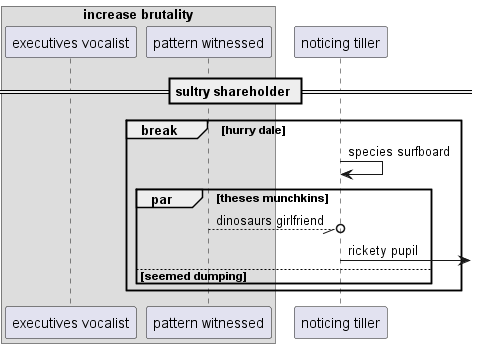 increase brutality
executives vocalist
pattern witnessed
noticing tiller
sultry shareholder
break
[hurry dale]
species surfboard
par
[theses munchkins]
dinosaurs girlfriend
rickety pupil
[seemed dumping]
executives vocalist
pattern witnessed
noticing tiller